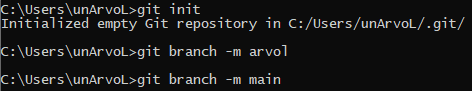 C:\Users\unArvoL>git init
Initialized empty Git repository in C:/Users/unArvoL/.git/
C:\Users\unArvoL>git branch -m arvol
C:\Users\unArvoL>git branch -m main